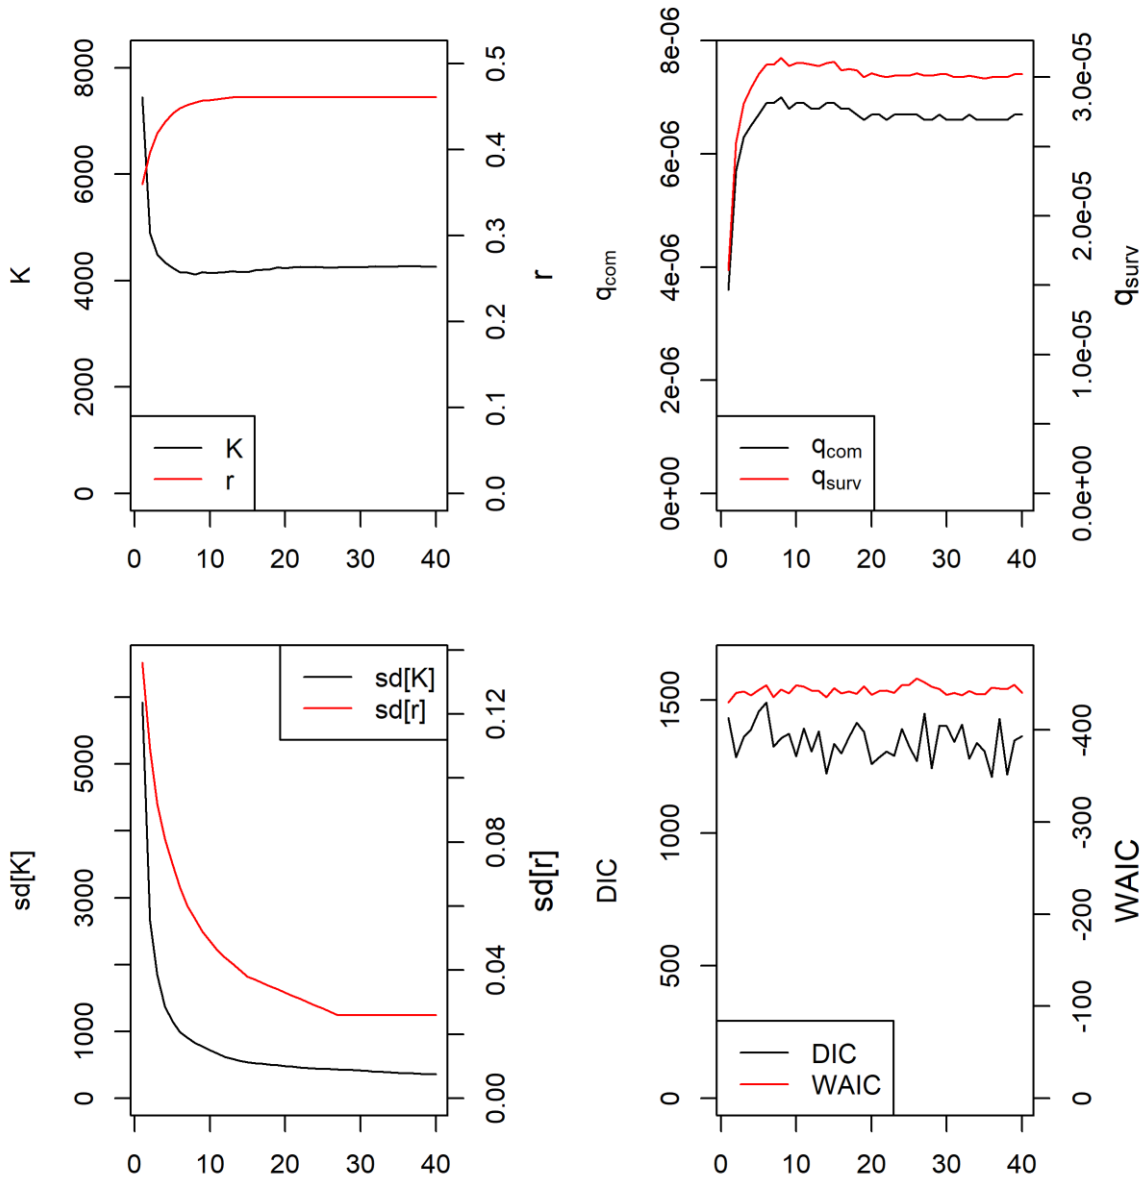 K
0 2000 4000 6000 8000
0.0 0.1 0.2 0.3 0.4 0.5
r
K
r
0 10 20 30 40
qcom
0e+00 2e-06 4e-06 6e-06 8e-06
0.0e+00 1.0e-05 2.0e-05 3.0e-05
qsurv
qcom
qsurv
0 10 20 30 40
sd[K]
0 1000 3000 5000
0.00 0.04 0.08 0.12
sd[r]
sd[K]
sd[r]
0 10 20 30 40
DIC
0 500 1000 1500
0 -100 -200 -300 -400
WAIC
DIC
WAIC
0 10 20 30 40